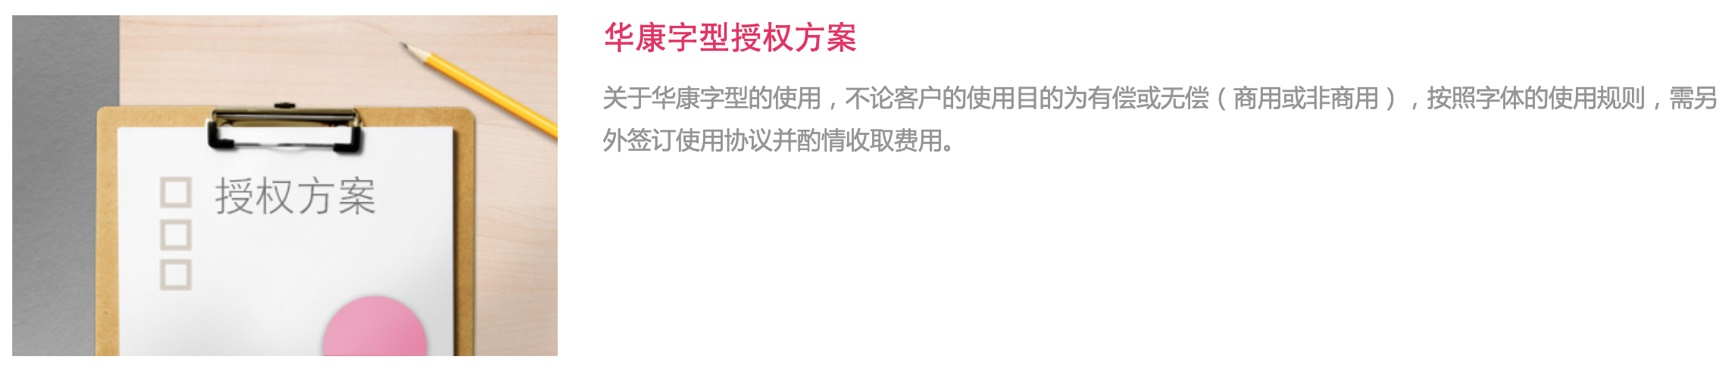 华康字型授权方案
关于华康字型的使用，不论客户的使用目的为有偿或无偿（商用或非商用），按照字体的使用规则，需另
外签订使用协议并酌情收取费用。
授权方案